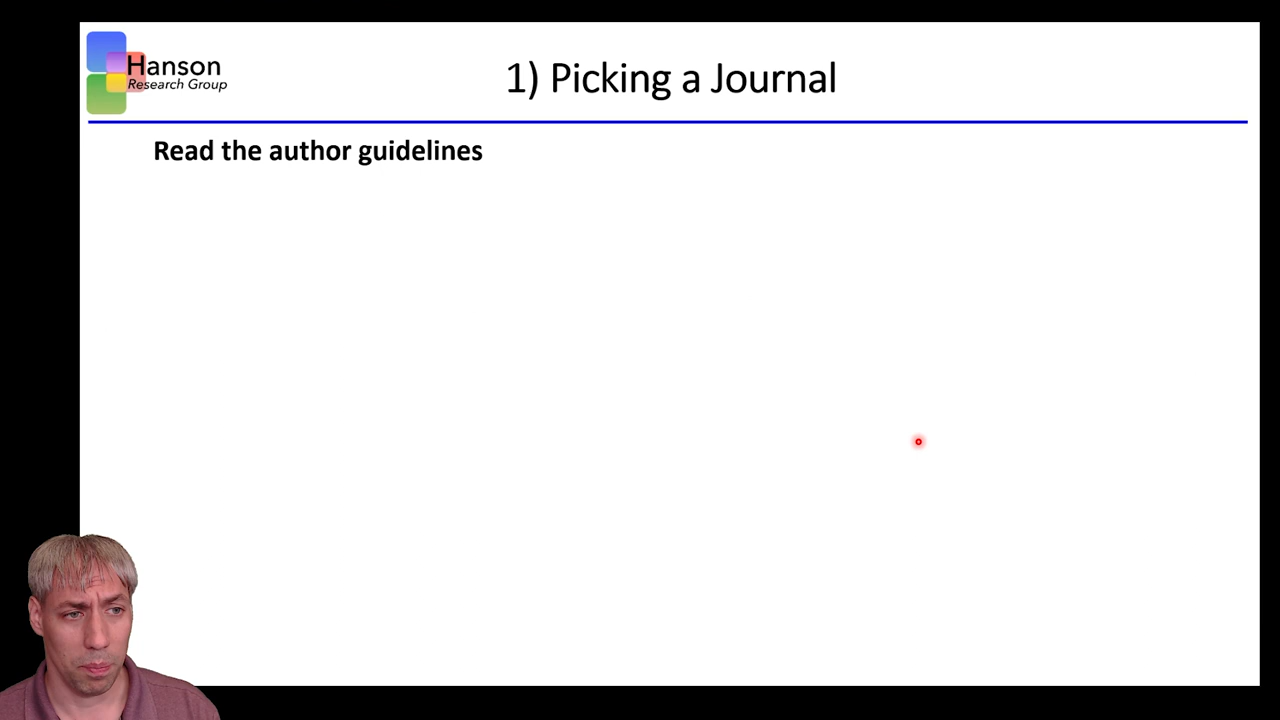 Hanson
Research Group
1) Picking a Journal
Read the author guidelines